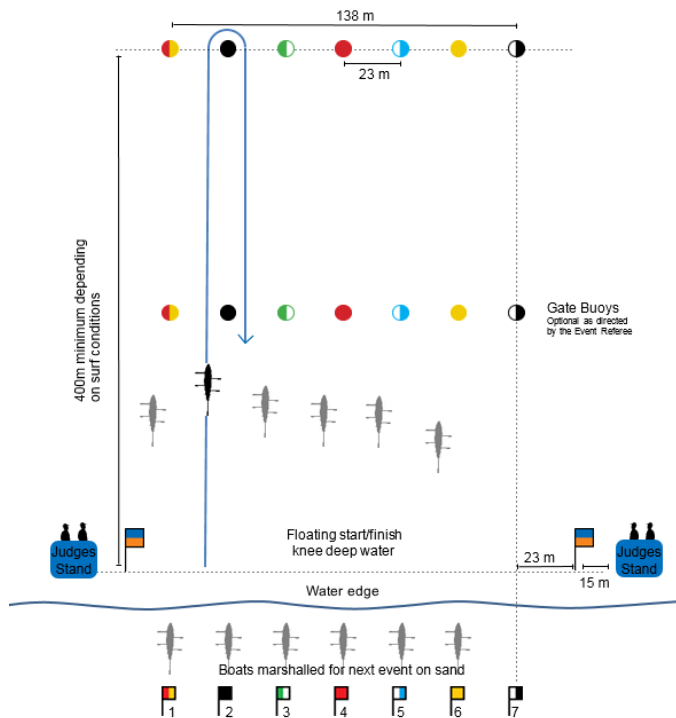 138 m
23 m
400m minimum depending
on surf conditions
Gate Buoys
Optional as directed
by the Event Referee
Judges
Stand
Floating start/finish
knee deep water
23 m
15 m
Judges
Stand
Water edge
Boats marshalled for next event on sand
1 2 3 4 5 6 7